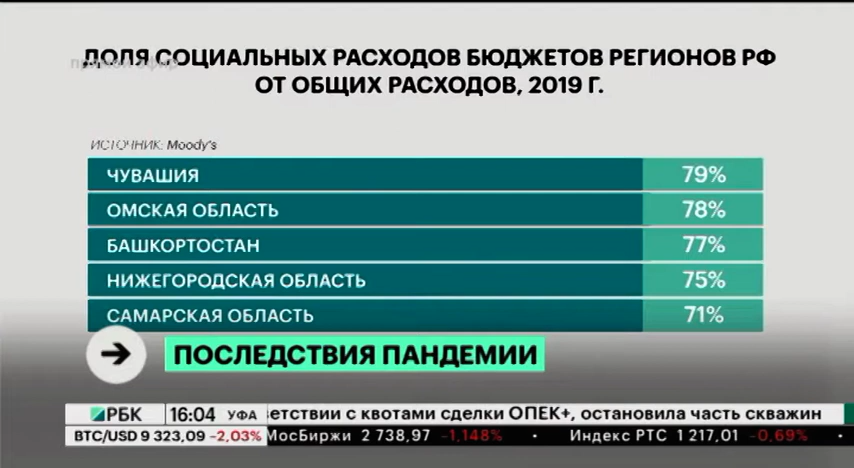 ДОЛЯ СОЦИАЛЬНЫХ РАСХОДОВ БЮДЖЕТОВ РЕГИОНОВ РФ
ПРЯМОЙ ЭФИР
ОТ ОБЩИХ РАСХОДОВ, 2019 Г.
ИСТОЧНИК: Moody's
ЧУВАШИЯ 79%
ОМСКАЯ ОБЛАСТЬ 78%
БАШКОРТОСТАН 77%
НИЖЕГОРОДСКАЯ ОБЛАСТЬ 75%
САМАРСКАЯ ОБЛАСТЬ 71%
ПОСЛЕДСТВИЯ ПАНДЕМИИ
РБК 16:04 УФА ветствии с квотами сделки ОПЕК+, остановила часть скважин
BTC/USD 9 323,09 -2,03% МосБиржи 2 738,97 -1,148% • Индекс РТС 1 217,01 -0,69% •